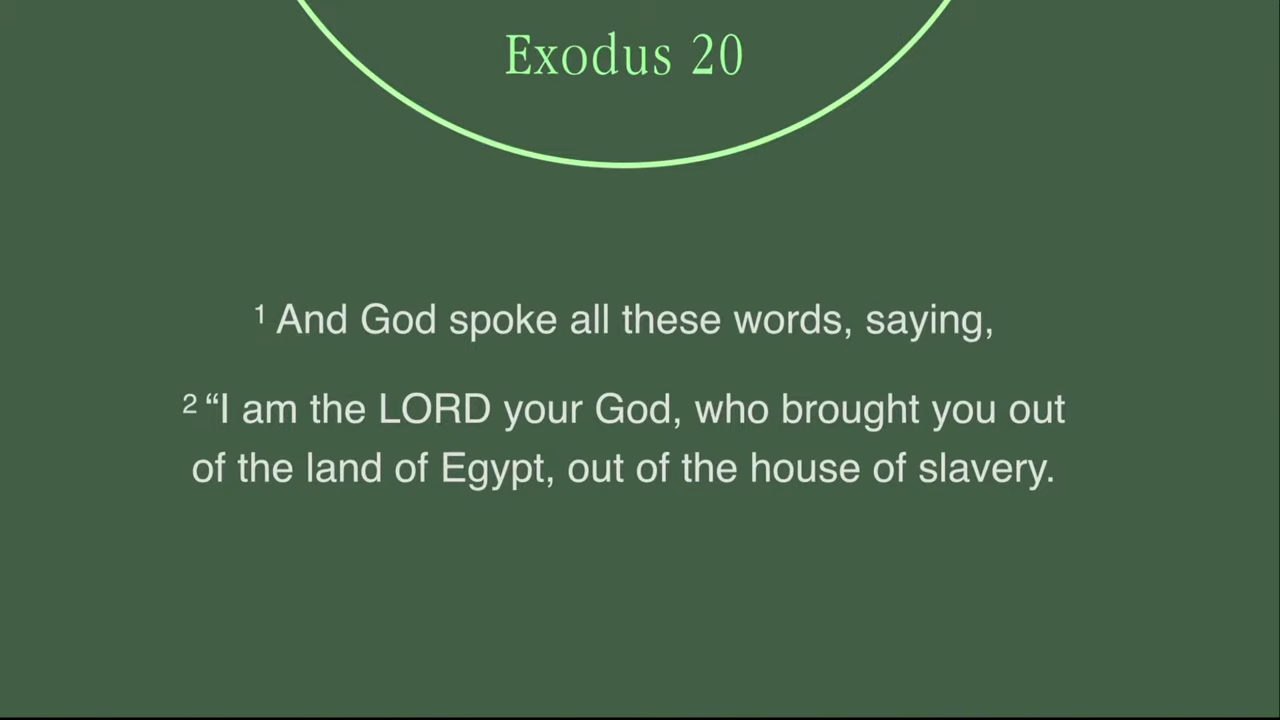 Exodus 20
1 And God spoke all these words, saying,
2 “I am the LORD your God, who brought you out
of the land of Egypt, out of the house of slavery.